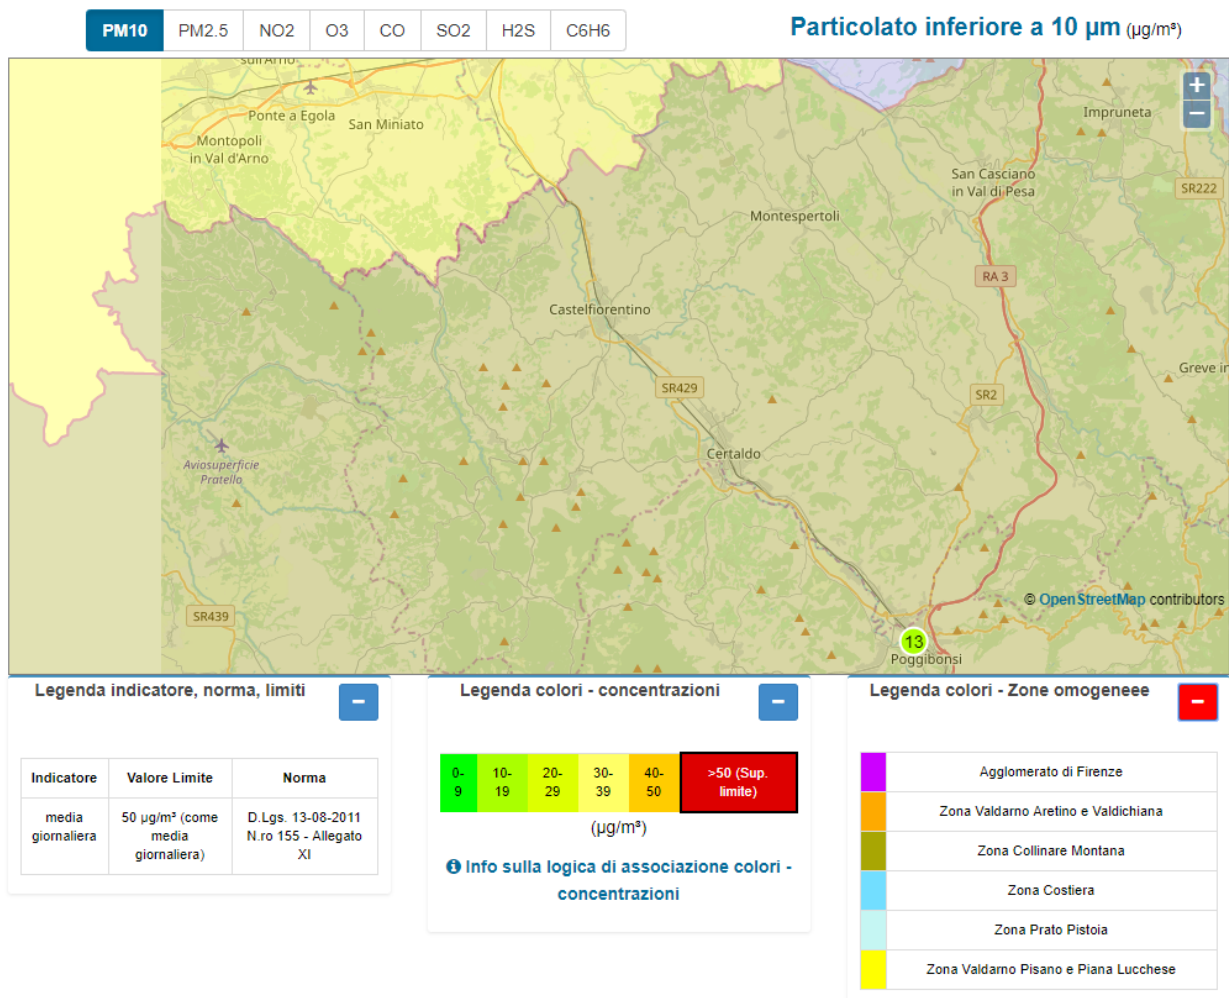 PM10 PM2.5 NO2 O3 CO SO2 H2S C6H6
Particolato inferiore a 10 µm (µg/m³)
sull'Arno
Ponte a Egola
San Miniato
Montopoli
in Val d'Arno
Impruneta
San Casciano
in Val di Pesa
SR222
Montespertoli
RA 3
Castelfiorentino
Greve in
SR429
SR2
Certaldo
Aviosuperficie
Pratello
© OpenStreetMap contributors
SR439
13
Poggibonsi
+
−
Legenda indicatore, norma, limiti
−
Indicatore Valore Limite Norma
media
giornaliera
50 µg/m³ (come
media
giornaliera)
D.Lgs. 13-08-2011
N.ro 155 - Allegato
XI
Legenda colori - concentrazioni
−
0-
9
10-
19
20-
29
30-
39
40-
50
>50 (Sup.
limite)
(µg/m³)
Info sulla logica di associazione colori -
concentrazioni
Legenda colori - Zone omogeneee
−
Agglomerato di Firenze
Zona Valdarno Aretino e Valdichiana
Zona Collinare Montana
Zona Costiera
Zona Prato Pistoia
Zona Valdarno Pisano e Piana Lucchese